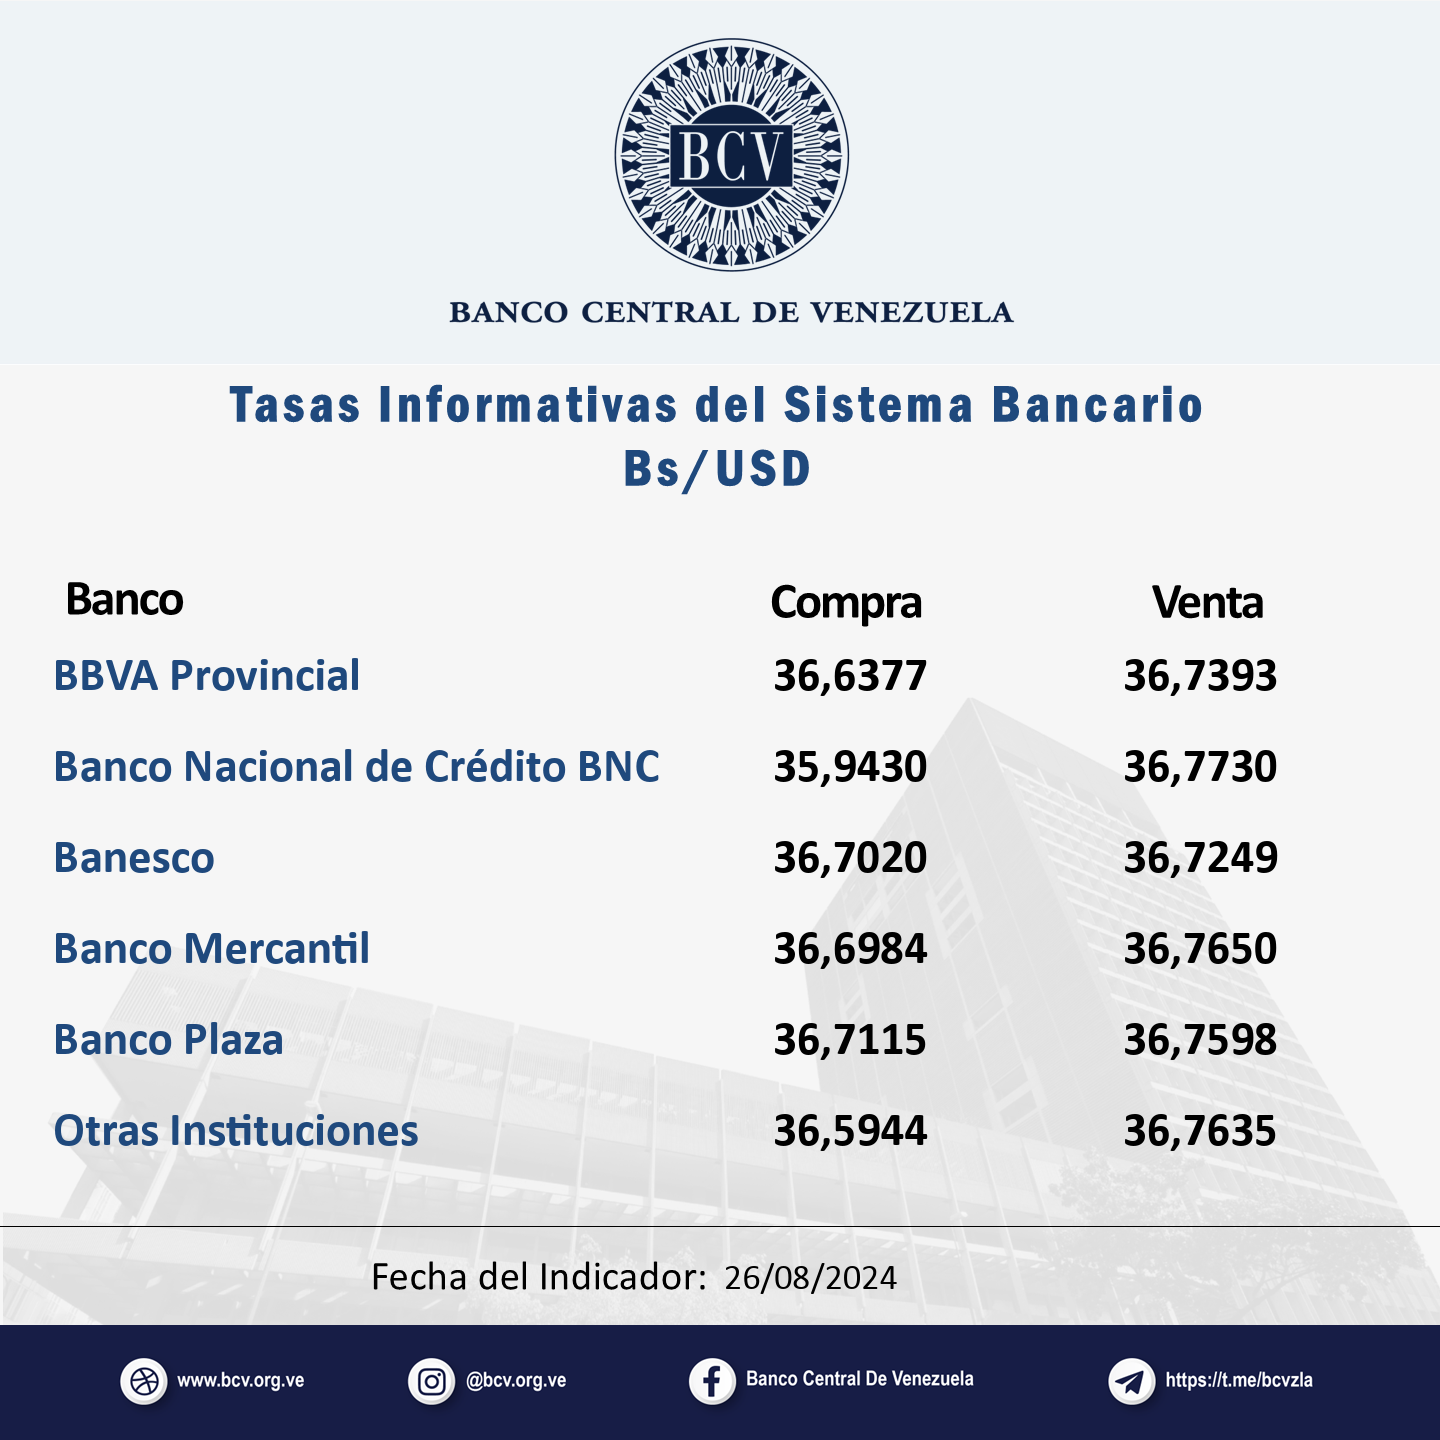 BCV
BANCO CENTRAL DE VENEZUELA
Tasas Informativas del Sistema Bancario
Bs/USD
Banco Compra Venta
BBVA Provincial 36,6377 36,7393
Banco Nacional de Crédito BNC 35,9430 36,7730
Banesco 36,7020 36,7249
Banco Mercantil 36,6984 36,7650
Banco Plaza 36,7115 36,7598
Otras Instituciones 36,5944 36,7635
Fecha del Indicador: 26/08/2024
www.bcv.org.ve @bcv.org.ve Banco Central De Venezuela https://t.me/bcvzla